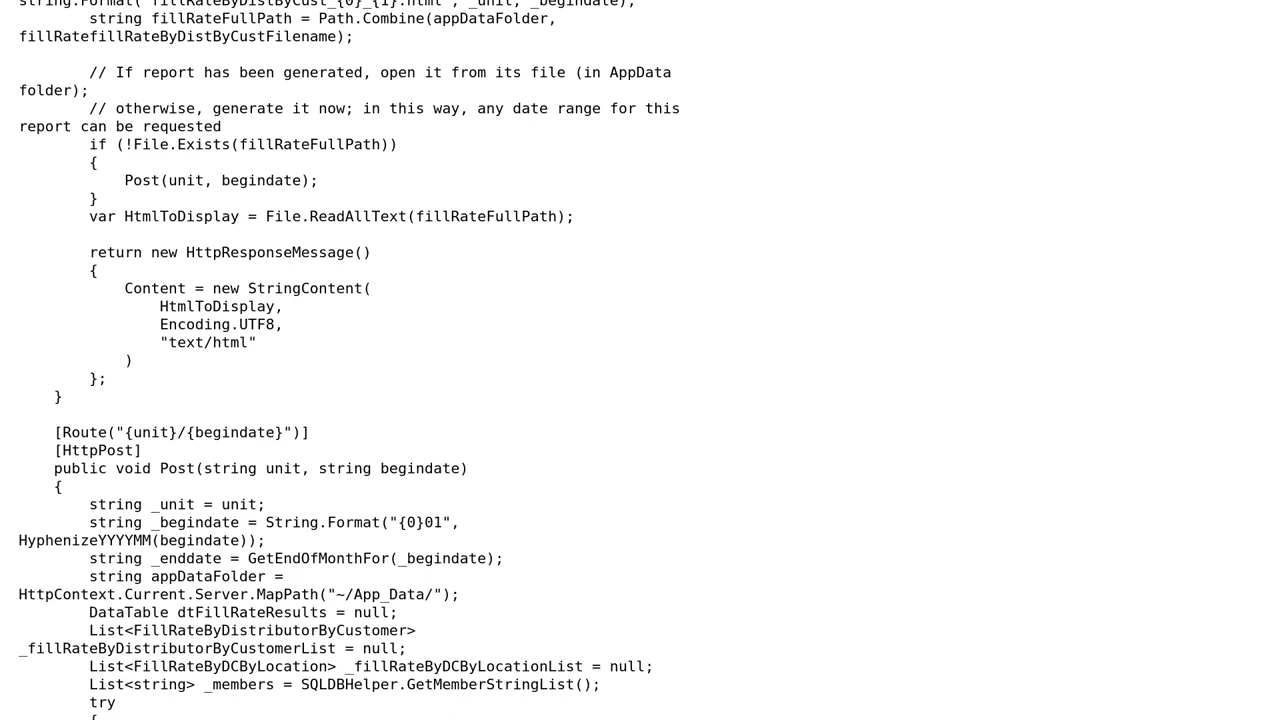 string.Format("fillRateByDistByCust_{0}_{1}.html", _unit, _begindate);
        string fillRateFullPath = Path.Combine(appDataFolder,
fillRatefillRateByDistByCustFilename);

        // If report has been generated, open it from its file (in AppData
folder);
        // otherwise, generate it now; in this way, any date range for this
report can be requested
        if (!File.Exists(fillRateFullPath))
        {
            Post(unit, begindate);
        }
        var HtmlToDisplay = File.ReadAllText(fillRateFullPath);

        return new HttpResponseMessage()
        {
            Content = new StringContent(
                HtmlToDisplay,
                Encoding.UTF8,
                "text/html"
            )
        };
    }

    [Route("{unit}/{begindate}")]
    [HttpPost]
    public void Post(string unit, string begindate)
    {
        string _unit = unit;
        string _begindate = String.Format("{0}01",
HyphenizeYYYYMM(begindate));
        string _enddate = GetEndOfMonthFor(_begindate);
        string appDataFolder =
HttpContext.Current.Server.MapPath("~/App_Data/");
        DataTable dtFillRateResults = null;
        List<FillRateByDistributorByCustomer>
_fillRateByDistributorByCustomerList = null;
        List<FillRateByDCByLocation> _fillRateByDCByLocationList = null;
        List<string> _members = SQLDBHelper.GetMemberStringList();
        try
        {